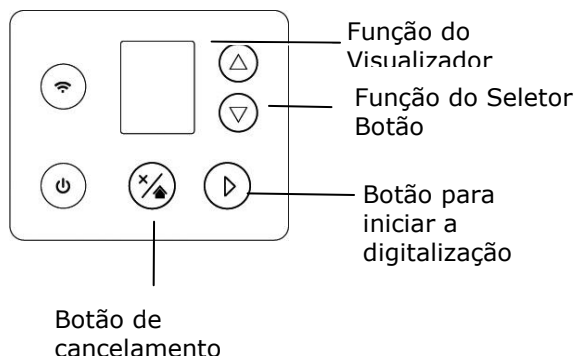 Função do
Visualizador
Função do Seletor
Botão
Botão para
iniciar a
digitalização
Botão de
cancelamento